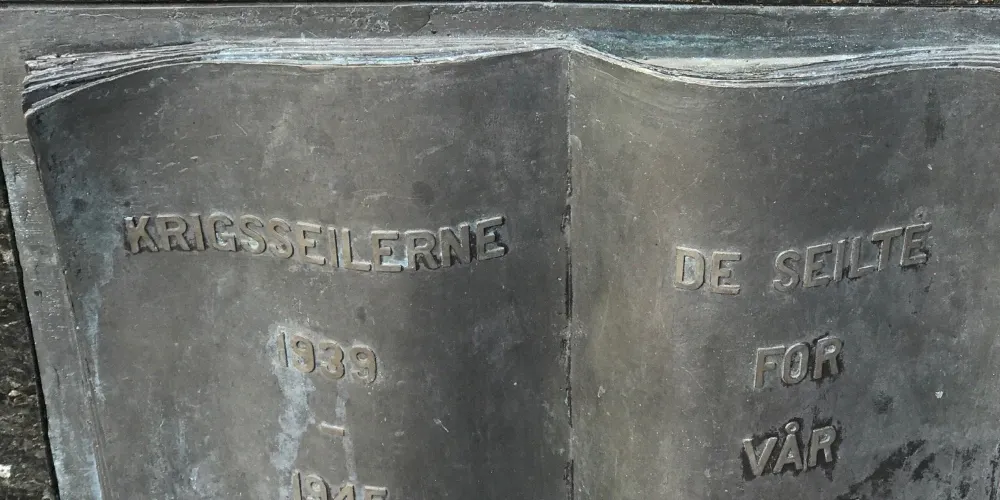 KRIGSSEILERNE
1939
–
1945
DE SEILTE
FOR
VÅR